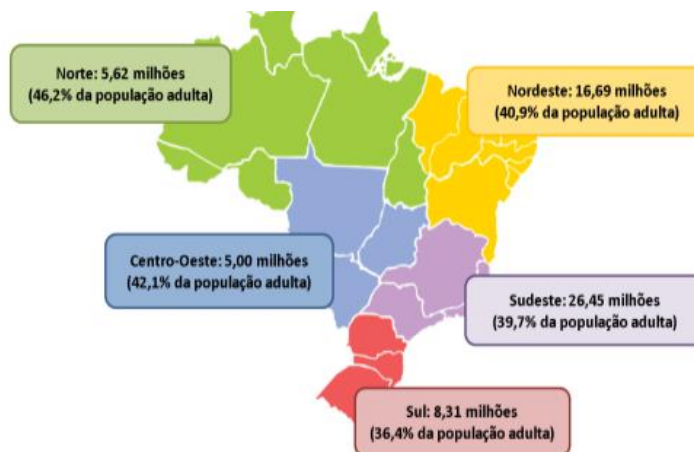 Norte: 5,62 milhões
(46,2% da população adulta)
Nordeste: 16,69 milhões
(40,9% da população adulta)
Centro-Oeste: 5,00 milhões
(42,1% da população adulta)
Sudeste: 26,45 milhões
(39,7% da população adulta)
Sul: 8,31 milhões
(36,4% da população adulta)